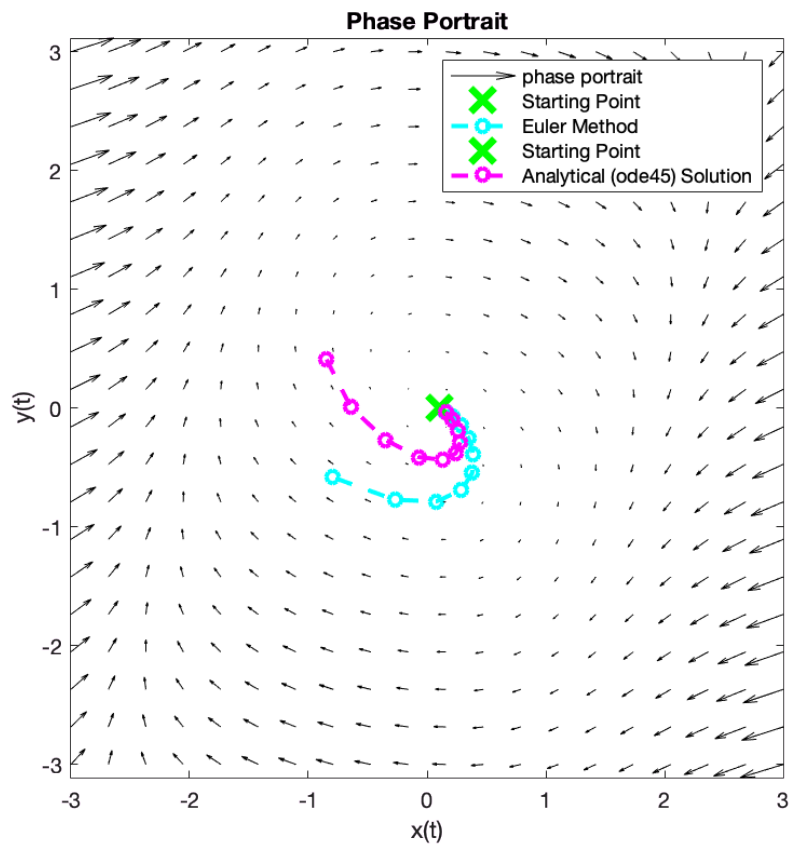 Phase Portrait
3
2
1
0
-1
-2
-3
y(t)
phase portrait
Starting Point
Euler Method
Starting Point
Analytical (ode45) Solution
-3 -2 -1 0 1 2 3
x(t)